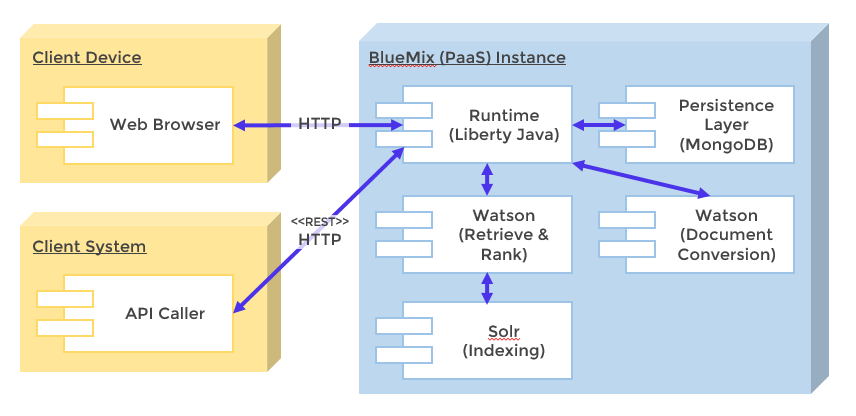 Client Device
Web Browser
HTTP
Client System
API Caller
<<REST>>
HTTP
BlueMix (PaaS) Instance
Runtime
(Liberty Java)
Persistence
Layer
(MongoDB)
Watson
(Retrieve &
Rank)
Watson
(Document
Conversion)
Solr
(Indexing)